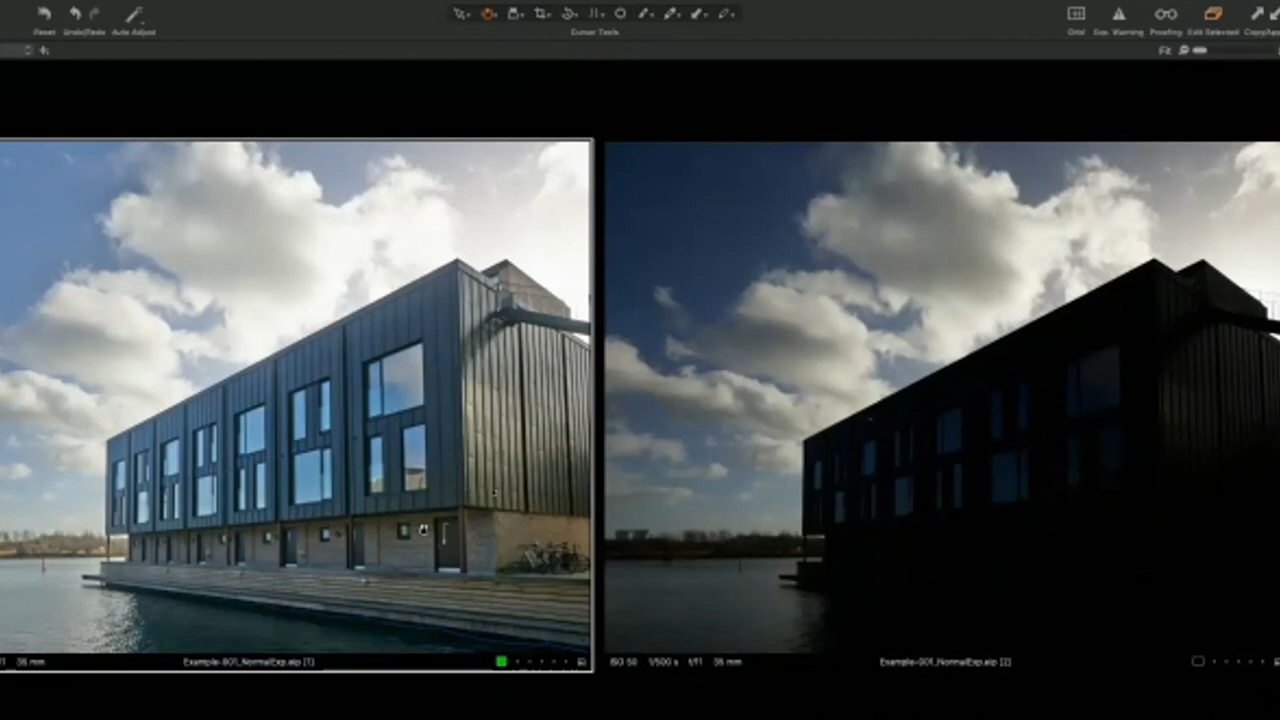 Reset Undo/Redo Auto Adjust
Cursor Tools
Grid Exp. Warning Proofing Edit Selected
Fit
35 mm Example-001_NormalExp.eip [1]
ISO 50 1/500 s f/11 35 mm Example-001_NormalExp.eip [2]